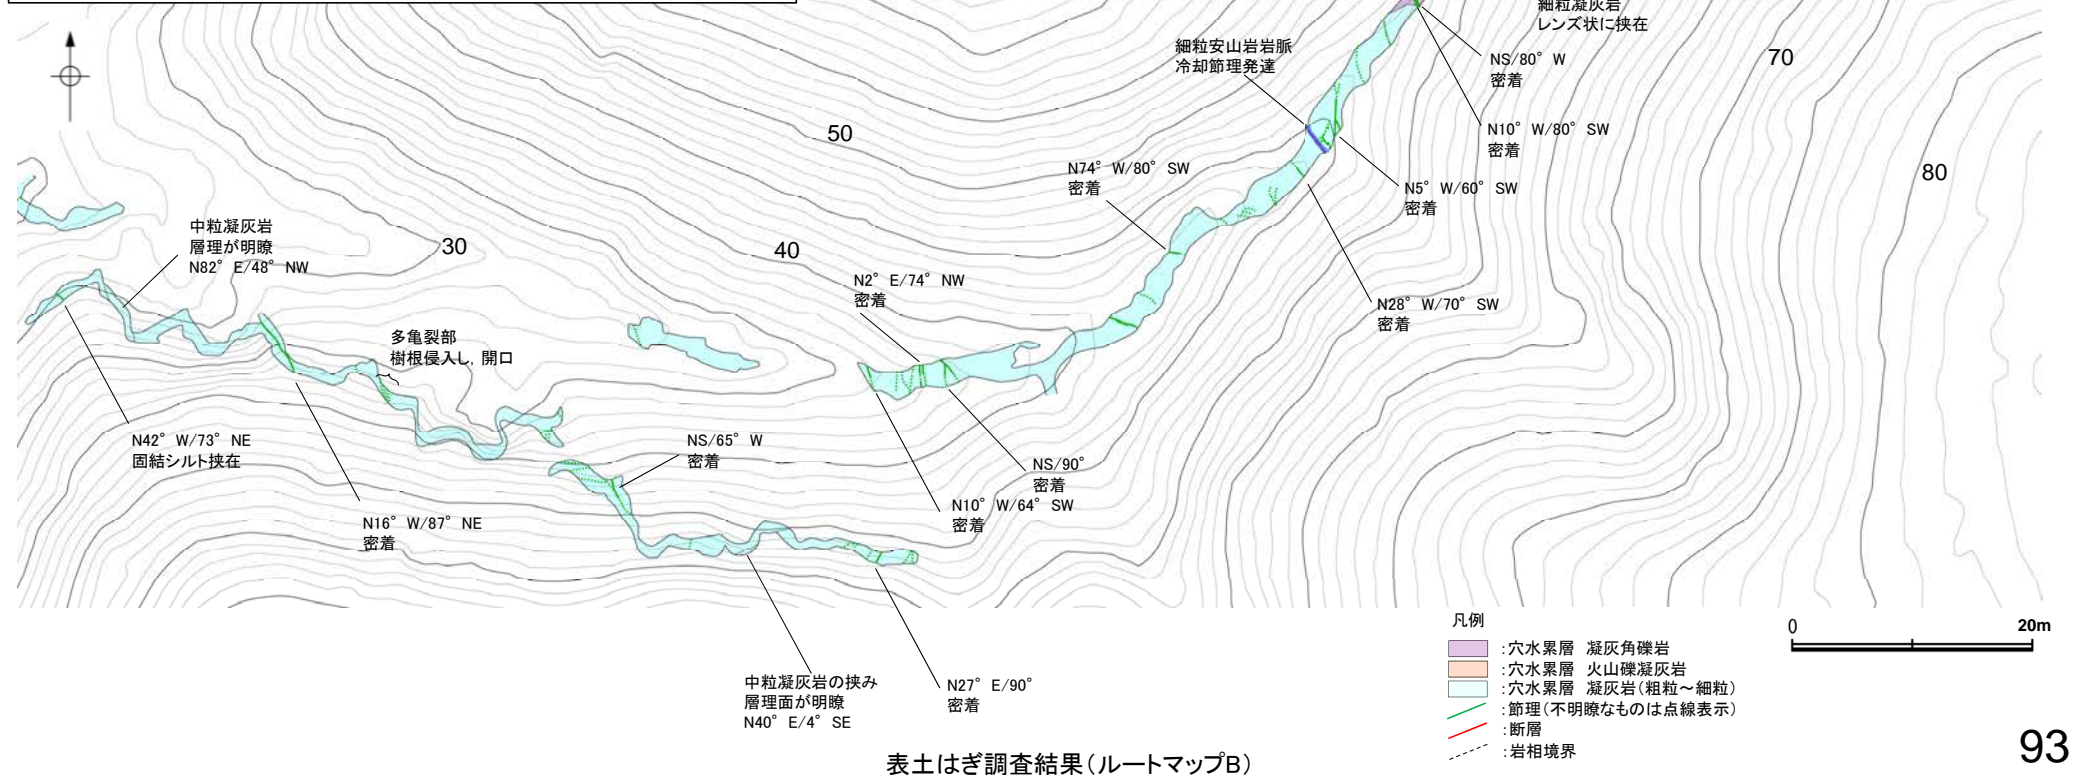 細粒凝灰岩
レンズ状に挟在
細粒安山岩岩脈
冷却節理発達
NS/80°W
密着
70
50
N10°W/80°SW
密着
N74°W/80°SW
密着
80
N5°W/60°SW
密着
中粒凝灰岩
層理が明瞭
N82°E/48°NW
30
40
N2°E/74°NW
密着
N28°W/70°SW
密着
多亀裂部
樹根侵入し,開口
N42°W/73°NE
固結シルト挟在
NS/65°W
密着
NS/90°
密着
N10°W/64°SW
密着
N16°W/87°NE
密着
中粒凝灰岩の挟み
層理面が明瞭
N40°E/4°SE
N27°E/90°
密着
凡例
:穴水累層 凝灰角礫岩
:穴水累層 火山礫凝灰岩
:穴水累層 凝灰岩(粗粒～細粒)
:節理(不明瞭なものは点線表示)
:断層
:岩相境界
0 20m
表土はぎ調査結果(ルートマップB)
93